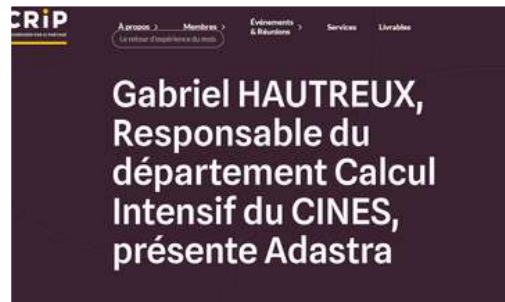 CRiP
À propos >
Membres >
Événements & Réunions >
Services
Livrables
Le retour d'expérience du mois
Gabriel HAUTREUX,
Responsable du
département Calcul
Intensif du CINES,
présente Adastra